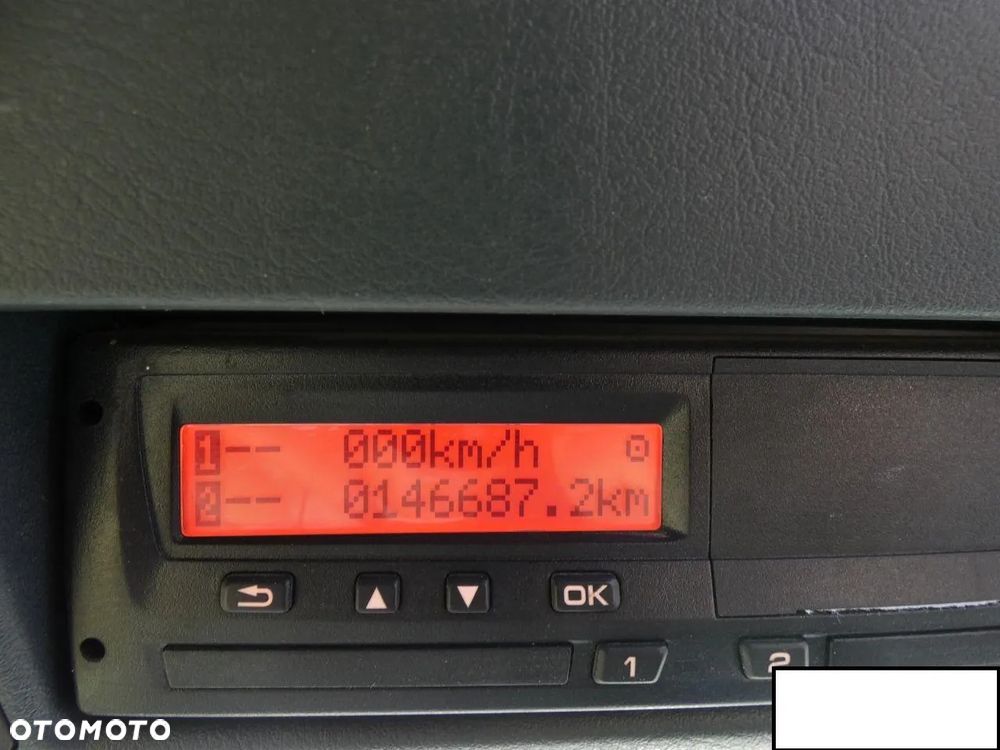 1-- 000km/h
2-- 0146687.2km
OK
1
2
OTOMOTO